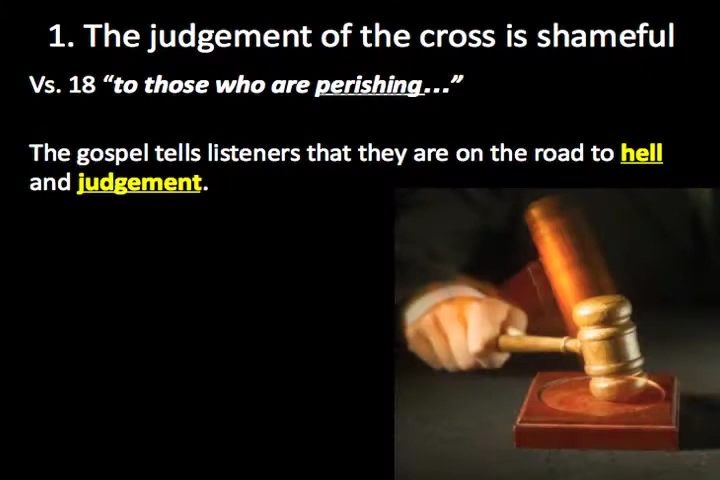 1. The judgement of the cross is shameful
Vs. 18 “to those who are perishing…”
The gospel tells listeners that they are on the road to hell
and judgement.